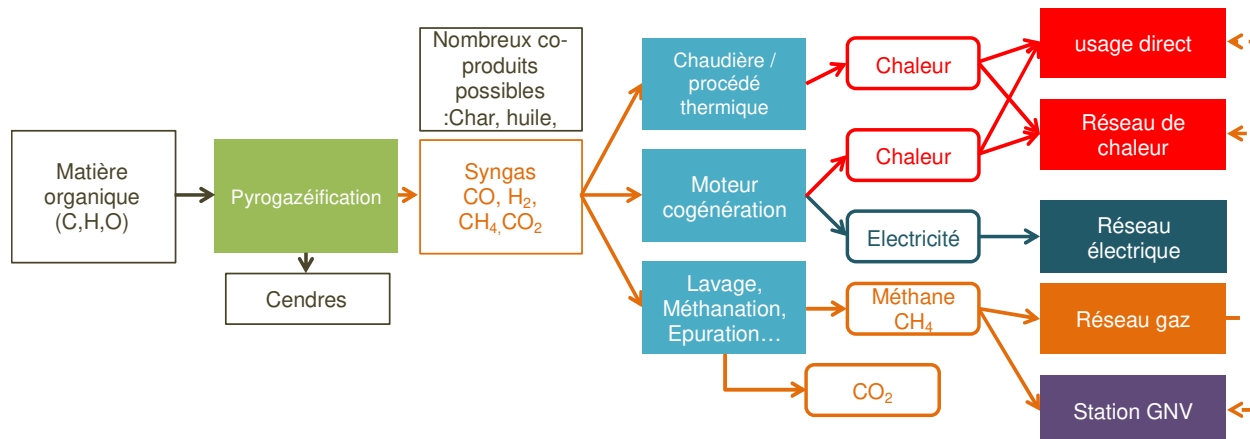 Nombreux co-
produits
possibles
:Char, huile,
Matière
organique
(C,H,O)
Pyrogazéification
Cendres
Syngas
CO, H₂,
CH₄,CO₂
Chaudière /
procédé
thermique
Moteur
cogénération
Lavage,
Méthanation,
Epuration…
Chaleur
Chaleur
Electricité
Méthane
CH₄
CO₂
usage direct
Réseau de
chaleur
Réseau
électrique
Réseau gaz
Station GNV